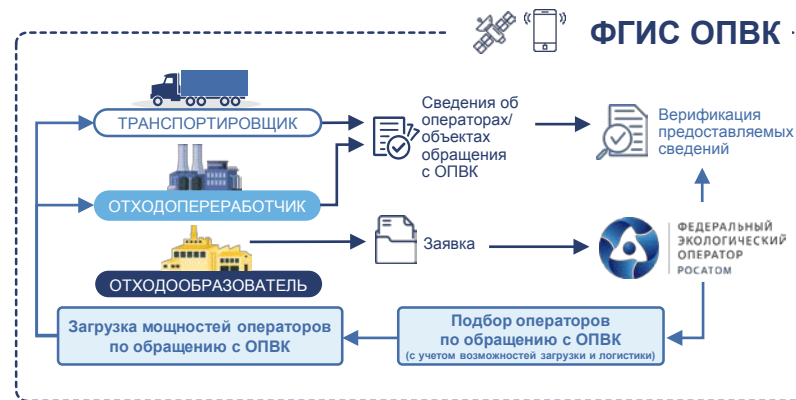 ФГИС ОПВК
ТРАНСПОРТИРОВЩИК
Сведения об
операторах/
объектах
обращения
с ОПВК
Верификация
предоставляемых
сведений
ОТХОДОПЕРЕРАБОТЧИК
Заявка
ФЕДЕРАЛЬНЫЙ
ЭКОЛОГИЧЕСКИЙ
ОПЕРАТОР
РОСАТОМ
ОТХОДООБРАЗОВАТЕЛЬ
Загрузка мощностей операторов
по обращению с ОПВК
Подбор операторов
по обращению с ОПВК
(с учетом возможностей загрузки и логистики)